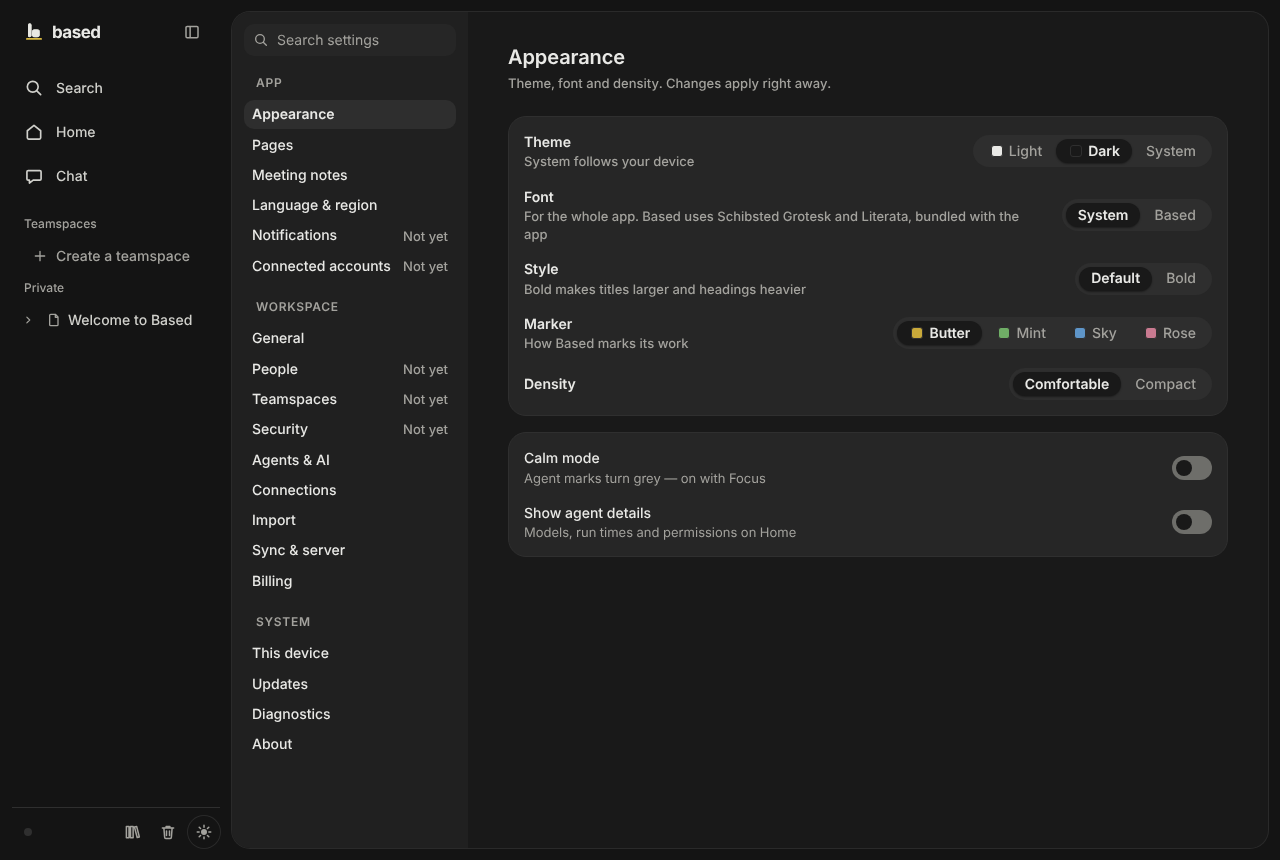 based
Search
Home
Chat
Teamspaces
Create a teamspace
Private
Welcome to Based
Search settings
APP
Appearance
Pages
Meeting notes
Language & region
Notifications Not yet
Connected accounts Not yet
WORKSPACE
General
People Not yet
Teamspaces Not yet
Security Not yet
Agents & AI
Connections
Import
Sync & server
Billing
SYSTEM
This device
Updates
Diagnostics
About
Appearance
Theme, font and density. Changes apply right away.
Theme
System follows your device
Light Dark System
Font
For the whole app. Based uses Schibsted Grotesk and Literata, bundled with the
app
System Based
Style
Bold makes titles larger and headings heavier
Default Bold
Marker
How Based marks its work
Butter Mint Sky Rose
Density
Comfortable Compact
Calm mode
Agent marks turn grey — on with Focus
Show agent details
Models, run times and permissions on Home